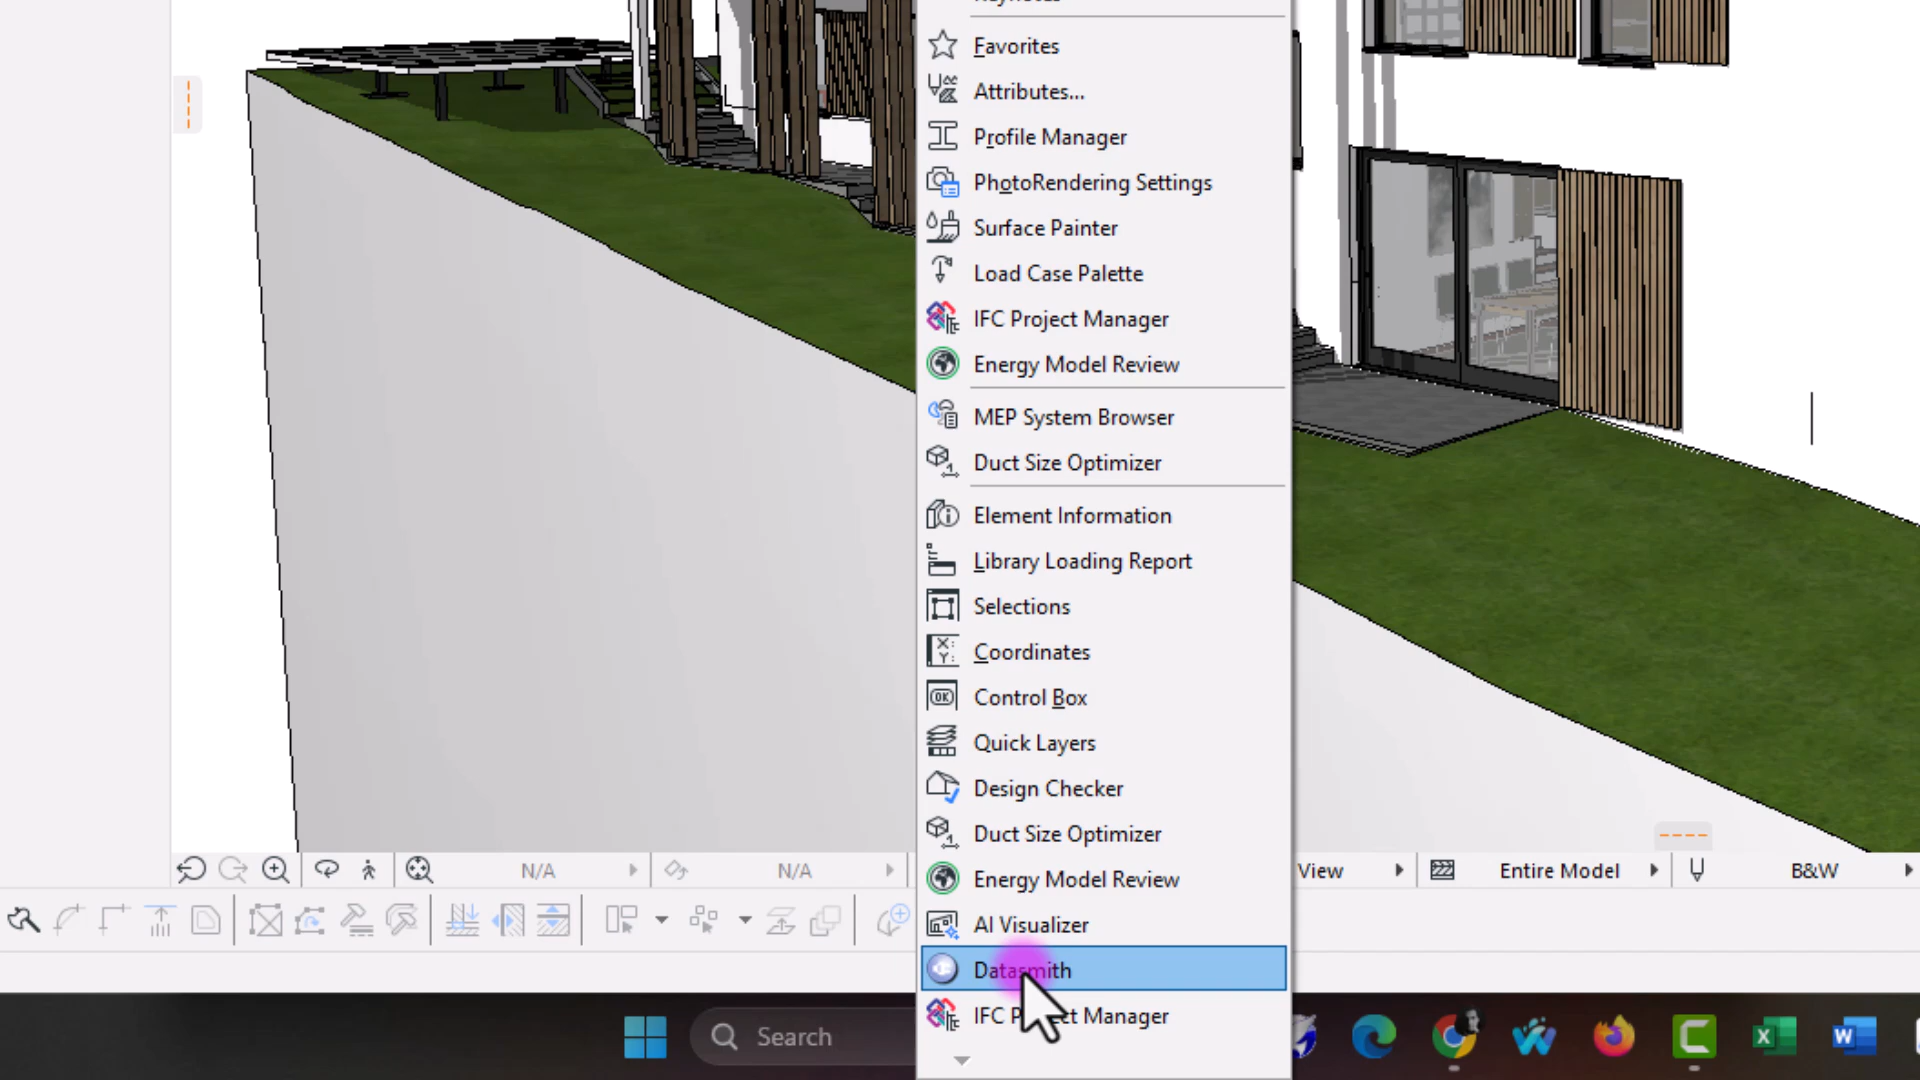 Favorites
Attributes...
Profile Manager
PhotoRendering Settings
Surface Painter
Load Case Palette
IFC Project Manager
Energy Model Review
MEP System Browser
Duct Size Optimizer
Element Information
Library Loading Report
Selections
Coordinates
Control Box
Quick Layers
Design Checker
Duct Size Optimizer
Energy Model Review
AI Visualizer
Datasmith
IFC Project Manager
N/A
N/A
View
Entire Model
B&W
Search